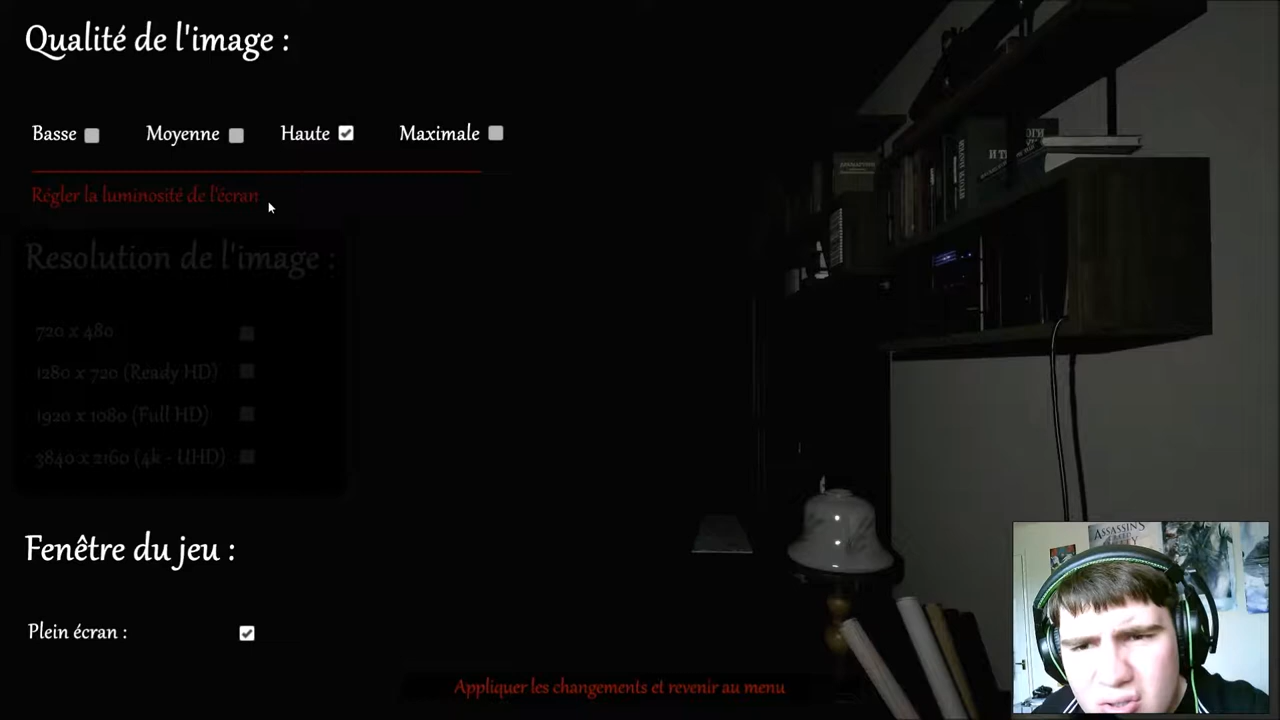 Qualité de l'image :
Basse Moyenne Haute Maximale
Régler la luminosité de l'écran
Resolution de l'image :
720 x 480
1280 x 720 (Ready HD)
1920 x 1080 (Full HD)
3840 x 2160 (4k - UHD)
Fenêtre du jeu :
Plein écran :
Appliquer les changements et revenir au menu
ASSASSIN'S